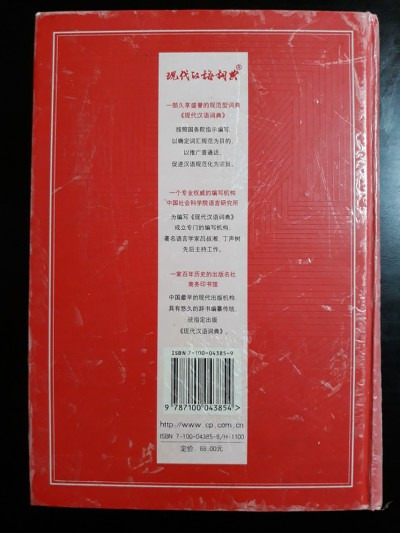 现代汉语词典®
一部久享盛誉的规范型词典
《现代汉语词典》
按照国务院指示编写,
以确定词汇规范为目的,
以推广普通话、
促进汉语规范化为宗旨。
一个专业权威的编写机构
中国社会科学院语言研究所
为编写《现代汉语词典》
成立专门的编写机构,
著名语言学家吕叔湘、丁声树
先后主持工作。
一家百年历史的出版名社
商务印书馆
中国最早的现代出版机构,
具有悠久的辞书编纂传统,
被指定出版
《现代汉语词典》。
ISBN 7-100-04385-9
9 787100 043854 >
http://www.cp.com.cn
ISBN 7-100-04385-9/H·1100
定价 68.00元